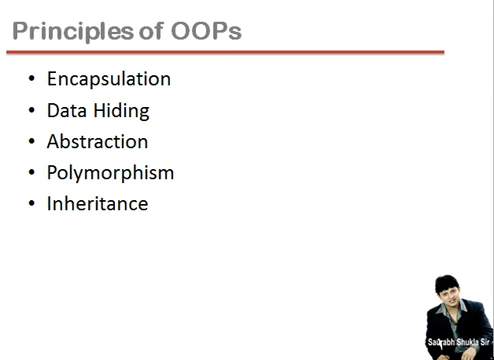 Principles of OOPs
• Encapsulation
• Data Hiding
• Abstraction
• Polymorphism
• Inheritance
Saurabh Shukla Sir